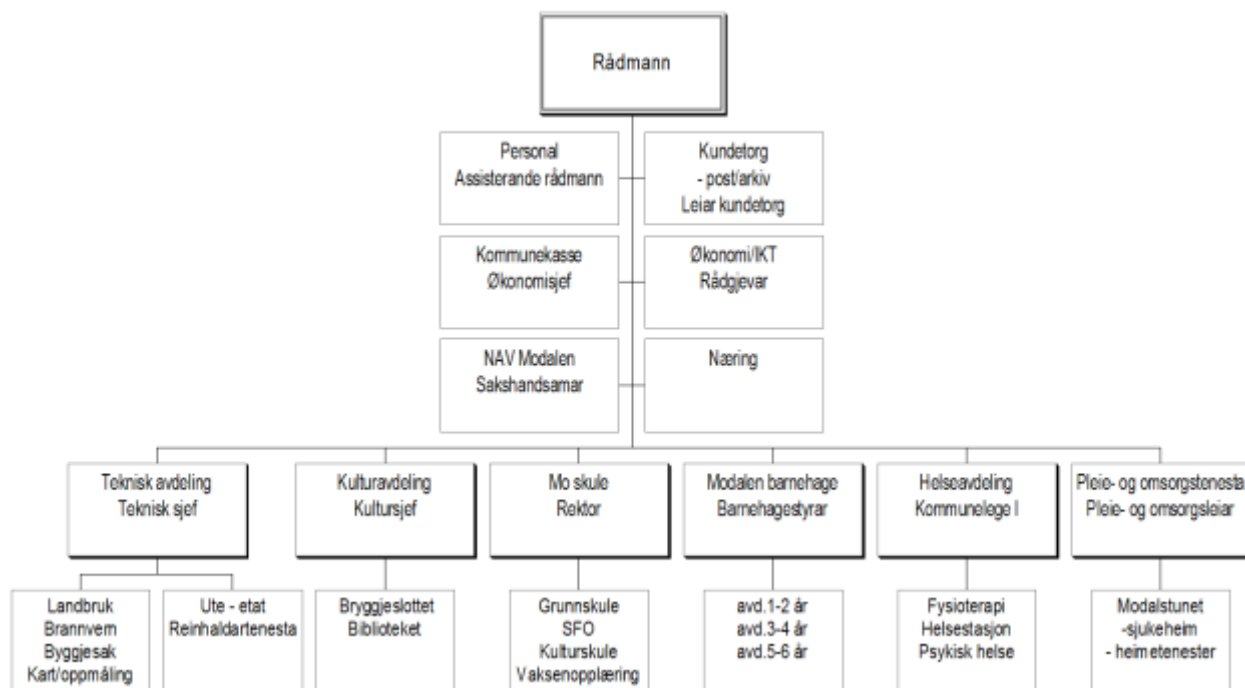 Rådmann
Personal
Assisterande rådmann
Kundetorg
- post/arkiv
Leiar kundetorg
Kommunekasse
Økonomisjef
Økonomi/IKT
Rådgjevar
NAV Modalen
Sakshandsamar
Næring
Teknisk avdeling
Teknisk sjef
Kulturavdeling
Kultursjef
Mo skule
Rektor
Modalen barnehage
Barnehagestyrar
Helseavdeling
Kommunelege I
Pleie- og omsorgstenesta
Pleie- og omsorgsleiar
Landbruk
Brannvern
Byggjesak
Kart/oppmåling
Ute - etat
Reinhaldartenesta
Bryggjeslottet
Biblioteket
Grunnskule
SFO
Kulturskule
Vaksenopplæring
avd.1-2 år
avd.3-4 år
avd.5-6 år
Fysioterapi
Helsestasjon
Psykisk helse
Modalstunet
-sjukeheim
- heimetenester